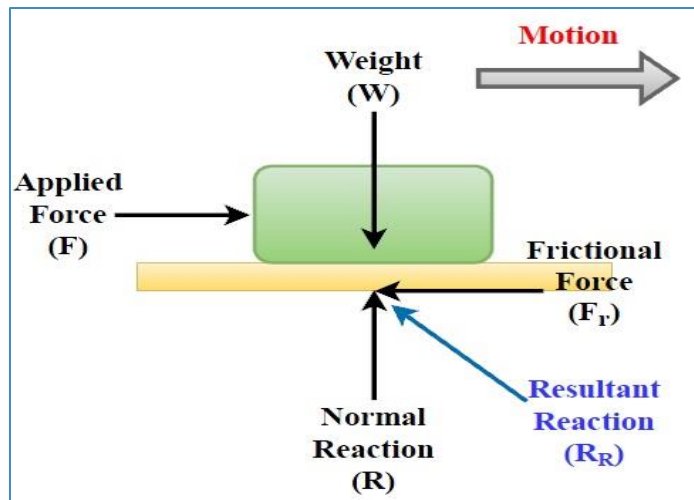 Motion
Weight
(W)
Applied
Force
(F)
Frictional
Force
(Fr)
Normal
Reaction
(R)
Resultant
Reaction
(RR)